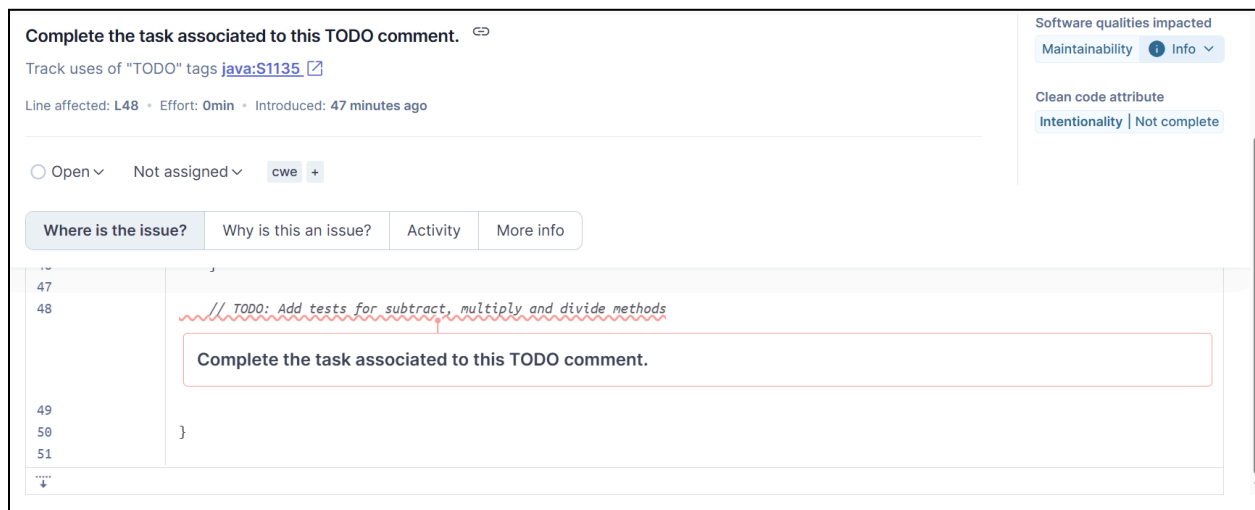 Complete the task associated to this TODO comment.
Track uses of "TODO" tags java:S1135
Line affected: L48 • Effort: 0min • Introduced: 47 minutes ago
Software qualities impacted
Maintainability Info
Clean code attribute
Intentionality | Not complete
Open Not assigned cwe +
Where is the issue? Why is this an issue? Activity More info
47
48 // TODO: Add tests for subtract, multiply and divide methods
Complete the task associated to this TODO comment.
49
50 }
51